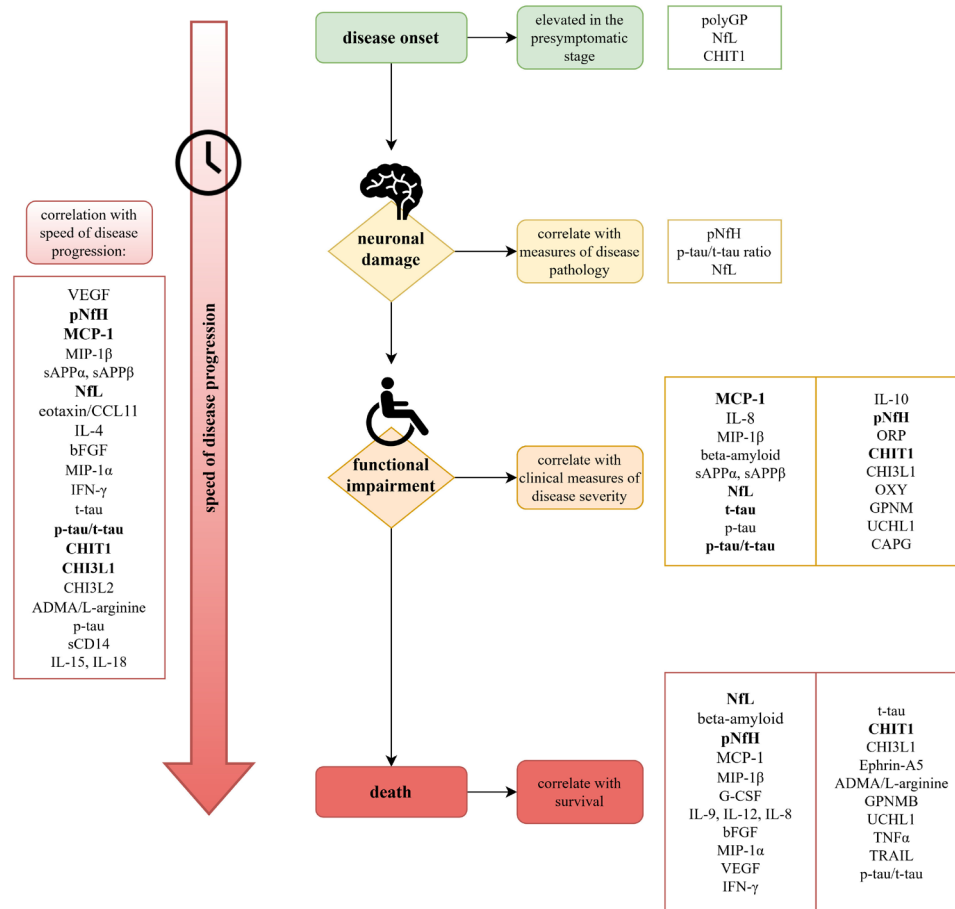 disease onset
elevated in the
presymptomatic
stage
polyGP
NfL
CHIT1
correlation with
speed of disease
progression:
VEGF
pNfH
MCP-1
MIP-1β
sAPPα, sAPPβ
NfL
eotaxin/CCL11
IL-4
bFGF
MIP-1α
IFN-γ
t-tau
p-tau/t-tau
CHIT1
CHI3L1
CHI3L2
ADMA/L-arginine
p-tau
sCD14
IL-15, IL-18
speed of disease progression
neuronal
damage
correlate with
measures of disease
pathology
pNfH
p-tau/t-tau ratio
NfL
functional
impairment
correlate with
clinical measures of
disease severity
MCP-1
IL-8
MIP-1β
beta-amyloid
sAPPα, sAPPβ
NfL
t-tau
p-tau
p-tau/t-tau
IL-10
pNfH
ORP
CHIT1
CHI3L1
OXY
GPNM
UCHL1
CAPG
death
correlate with
survival
NfL
beta-amyloid
pNfH
MCP-1
MIP-1β
G-CSF
IL-9, IL-12, IL-8
bFGF
MIP-1α
VEGF
IFN-γ
t-tau
CHIT1
CHI3L1
Ephrin-A5
ADMA/L-arginine
GPNMB
UCHL1
TNFα
TRAIL
p-tau/t-tau